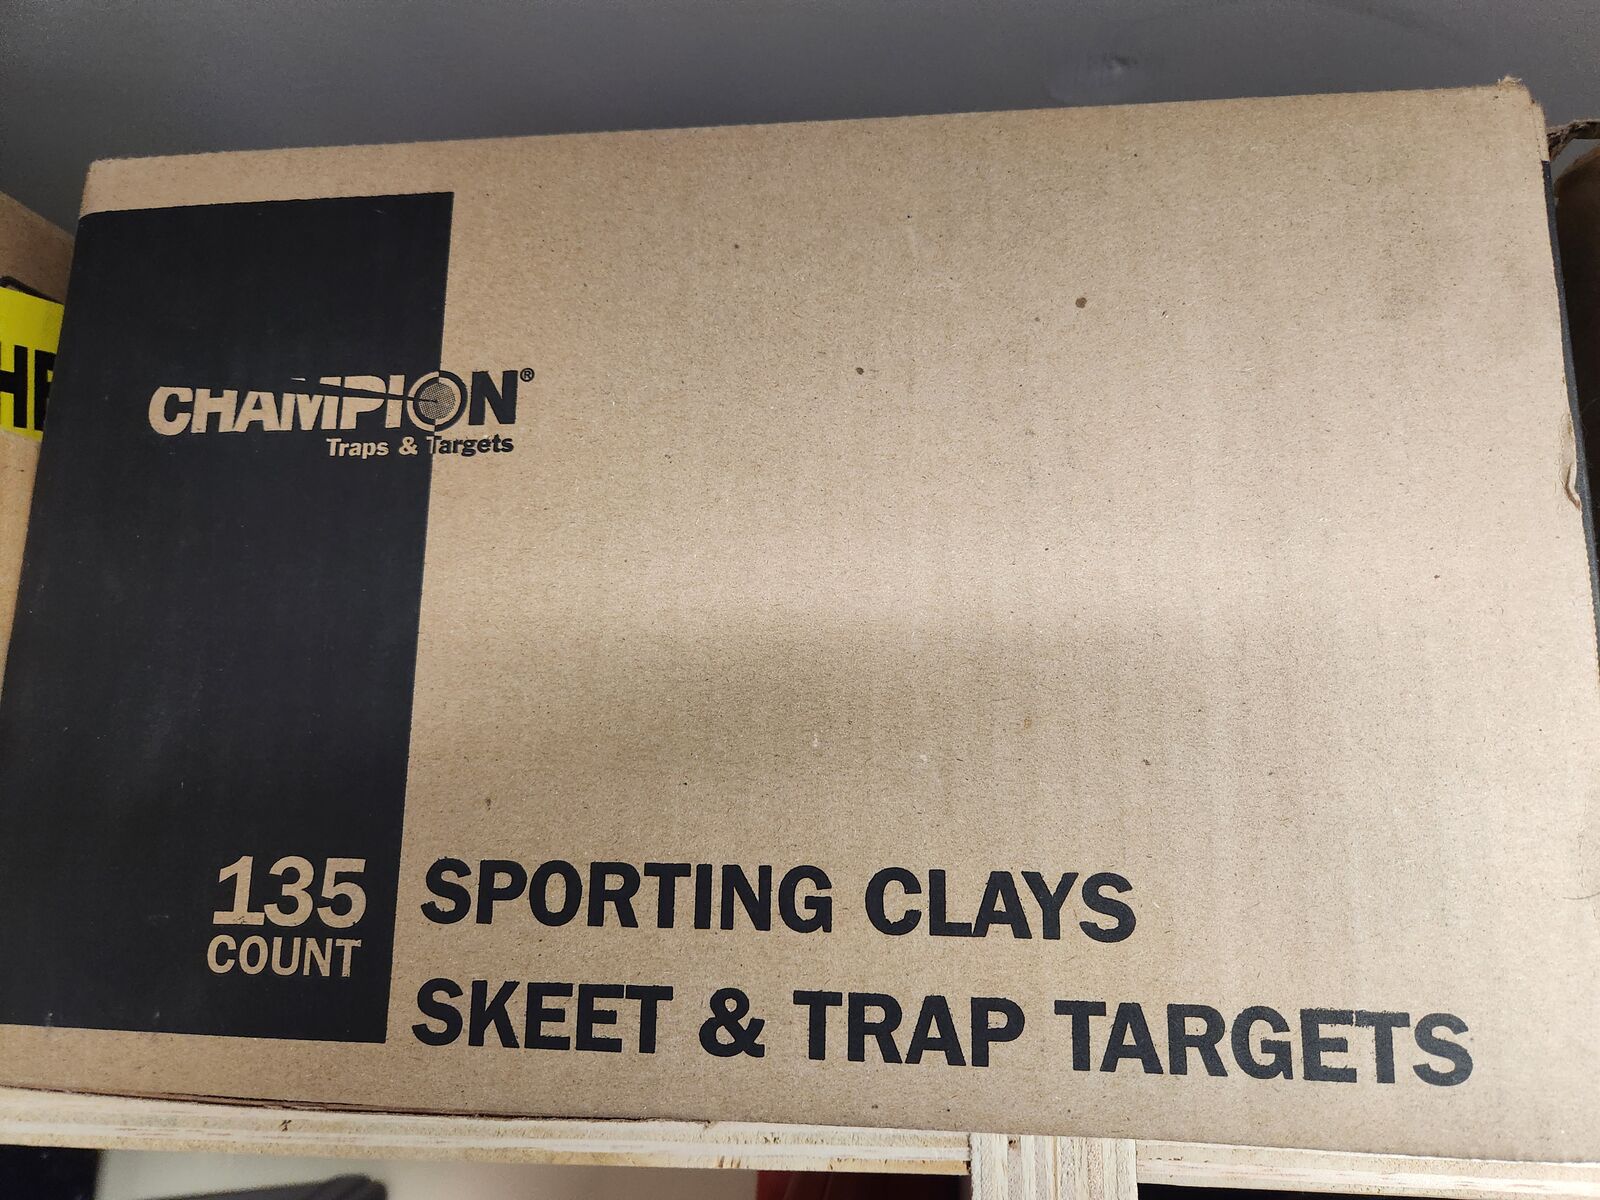 CHAMPION®
Traps & Targets
135
COUNT
SPORTING CLAYS
SKEET & TRAP TARGETS